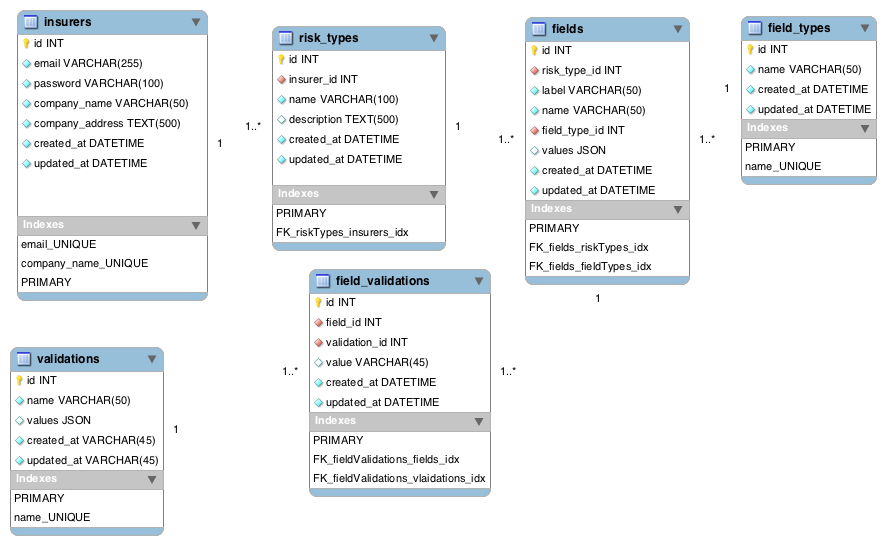 insurers
id INT
email VARCHAR(255)
password VARCHAR(100)
company_name VARCHAR(50)
company_address TEXT(500)
created_at DATETIME
updated_at DATETIME
Indexes
email_UNIQUE
company_name_UNIQUE
PRIMARY
1
1..*
risk_types
id INT
insurer_id INT
name VARCHAR(100)
description TEXT(500)
created_at DATETIME
updated_at DATETIME
Indexes
PRIMARY
FK_riskTypes_insurers_idx
1
1..*
fields
id INT
risk_type_id INT
label VARCHAR(50)
name VARCHAR(50)
field_type_id INT
values JSON
created_at DATETIME
updated_at DATETIME
Indexes
PRIMARY
FK_fields_riskTypes_idx
FK_fields_fieldTypes_idx
1..*
1
1
field_types
id INT
name VARCHAR(50)
created_at DATETIME
updated_at DATETIME
Indexes
PRIMARY
name_UNIQUE
validations
id INT
name VARCHAR(50)
values JSON
created_at VARCHAR(45)
updated_at VARCHAR(45)
Indexes
PRIMARY
name_UNIQUE
1
1..*
field_validations
id INT
field_id INT
validation_id INT
value VARCHAR(45)
created_at DATETIME
updated_at DATETIME
Indexes
PRIMARY
FK_fieldValidations_fields_idx
FK_fieldValidations_vlaidations_idx
1..*